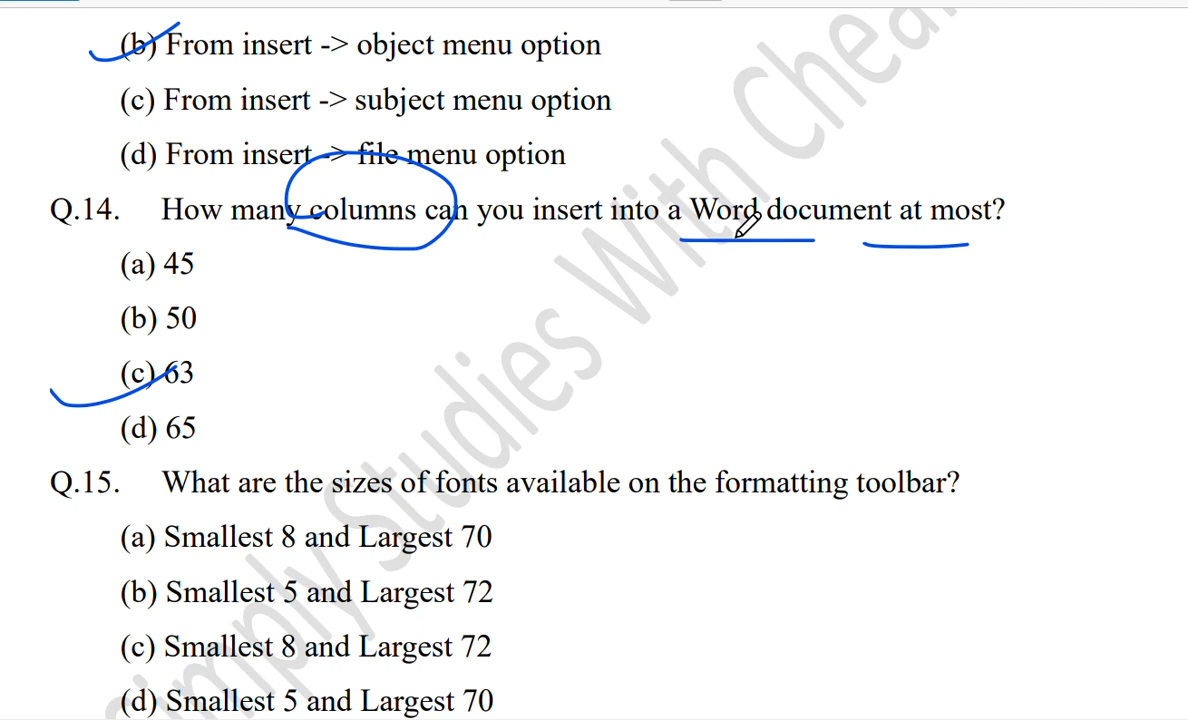 (b) From insert -> object menu option
(c) From insert -> subject menu option
(d) From insert -> file menu option
Q.14. How many columns can you insert into a Word document at most?
(a) 45
(b) 50
(c) 63
(d) 65
Q.15. What are the sizes of fonts available on the formatting toolbar?
(a) Smallest 8 and Largest 70
(b) Smallest 5 and Largest 72
(c) Smallest 8 and Largest 72
(d) Smallest 5 and Largest 70
Simply Studies With